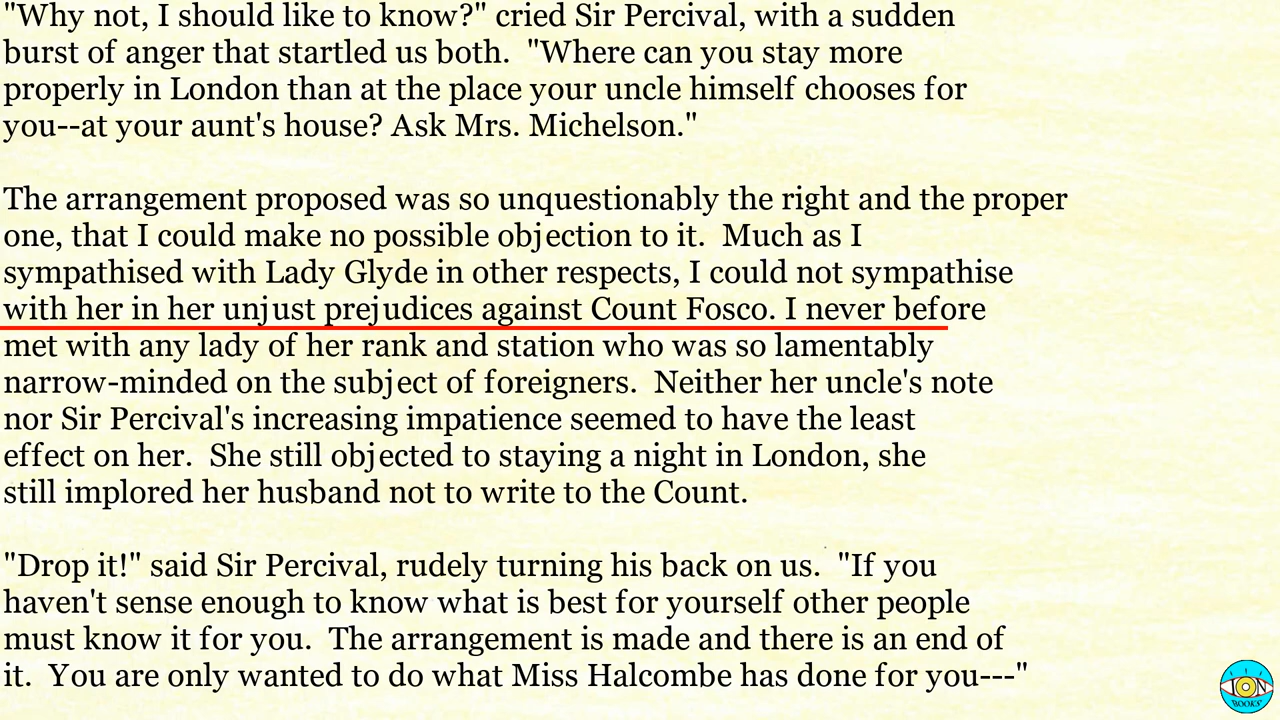 "Why not, I should like to know?" cried Sir Percival, with a sudden
burst of anger that startled us both.  "Where can you stay more
properly in London than at the place your uncle himself chooses for
you--at your aunt's house? Ask Mrs. Michelson."
The arrangement proposed was so unquestionably the right and the proper
one, that I could make no possible objection to it.  Much as I
sympathised with Lady Glyde in other respects, I could not sympathise
with her in her unjust prejudices against Count Fosco. I never before
met with any lady of her rank and station who was so lamentably
narrow-minded on the subject of foreigners.  Neither her uncle's note
nor Sir Percival's increasing impatience seemed to have the least
effect on her.  She still objected to staying a night in London, she
still implored her husband not to write to the Count.
"Drop it!" said Sir Percival, rudely turning his back on us.  "If you
haven't sense enough to know what is best for yourself other people
must know it for you.  The arrangement is made and there is an end of
it.  You are only wanted to do what Miss Halcombe has done for you---"
ION
BOOKS